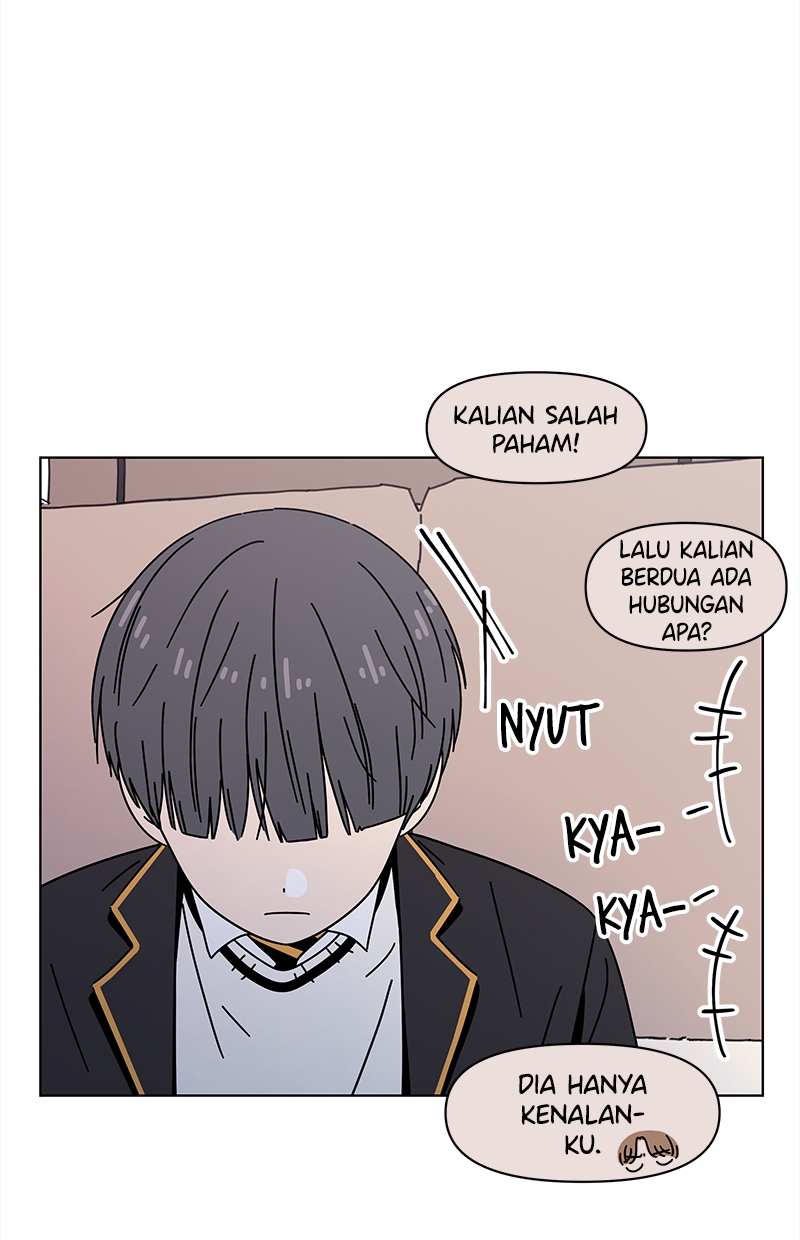 KALIAN SALAH
PAHAM!
LALU KALIAN
BERDUA ADA
HUBUNGAN
APA?
NYUT
KYA-
KYA-
DIA HANYA
KENALAN-
KU.